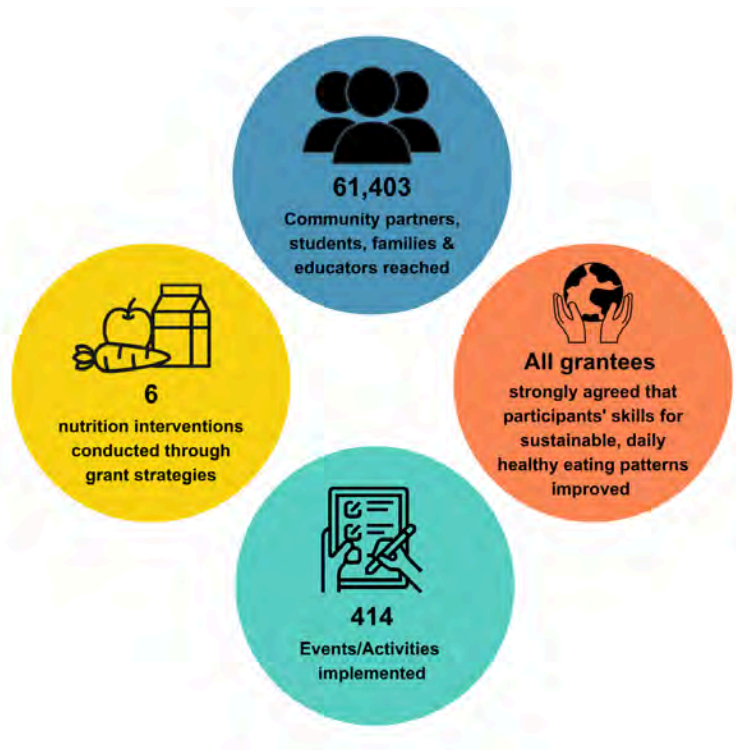 61,403
Community partners,
students, families &
educators reached
6
nutrition interventions
conducted through
grant strategies
All grantees
strongly agreed that
participants' skills for
sustainable, daily
healthy eating patterns
improved
414
Events/Activities
implemented